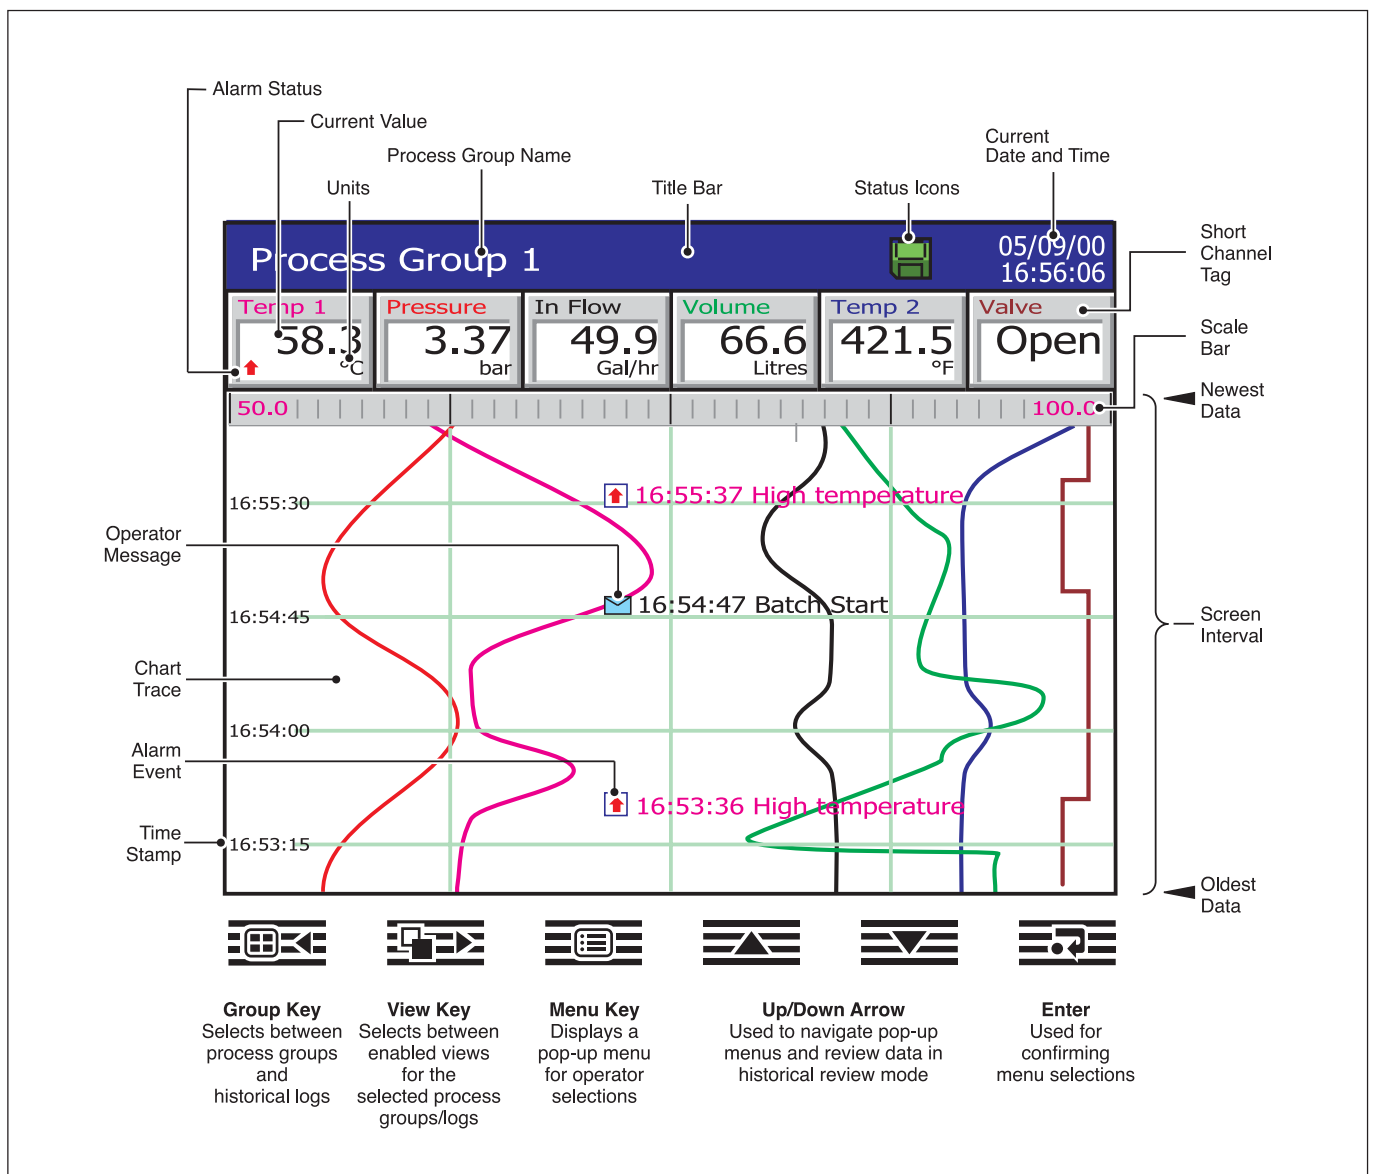 Alarm Status
Current Value
Process Group Name
Units
Title Bar
Status Icons
Current
Date and Time
Short
Channel
Tag
Process Group 1
05/09/00
16:56:06
Temp 1
58.3
°C
Pressure
3.37
bar
In Flow
49.9
Gal/hr
Volume
66.6
Litres
Temp 2
421.5
°F
Valve
Open
Scale
Bar
50.0
100.0
Newest
Data
16:55:37 High temperature
16:55:30
Operator
Message
16:54:47 Batch Start
16:54:45
Screen
Interval
Chart
Trace
16:54:00
Alarm
Event
16:53:36 High temperature
Time
Stamp
16:53:15
Oldest
Data
Group Key
Selects between
process groups
and
historical logs
View Key
Selects between
enabled views
for the
selected process
groups/logs
Menu Key
Displays a
pop-up menu
for operator
selections
Up/Down Arrow
Used to navigate pop-up
menus and review data in
historical review mode
Enter
Used for
confirming
menu selections